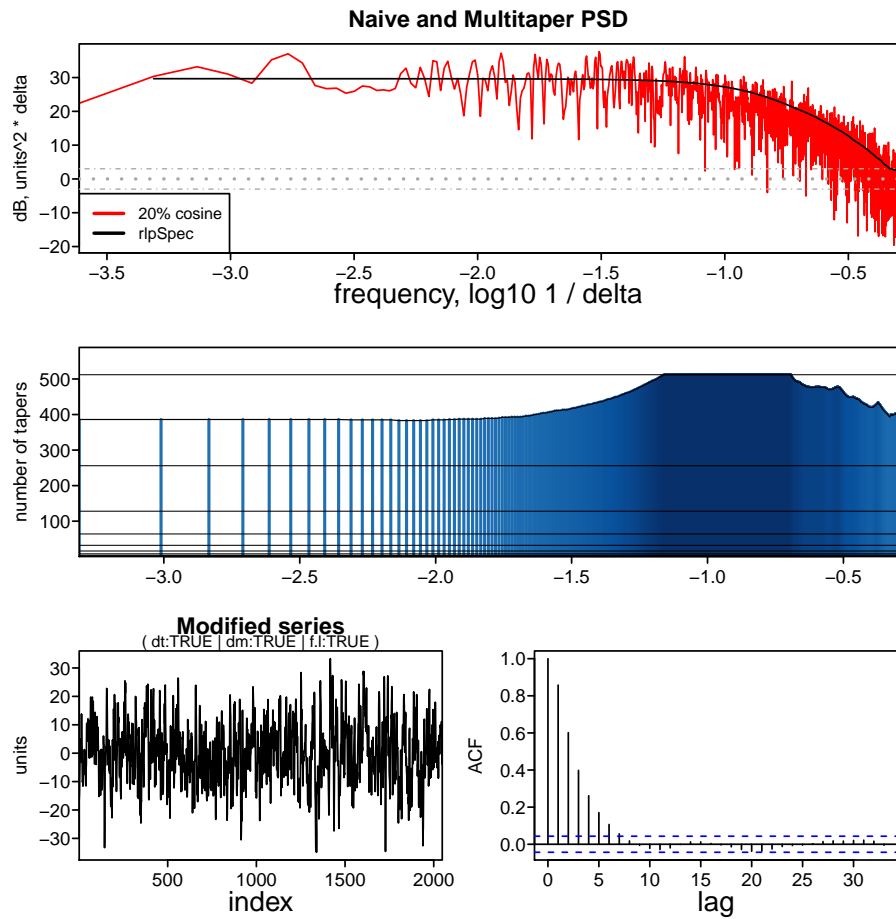 Naive and Multitaper PSD
dB, units^2 * delta
30
20
10
0
−10
−20
20% cosine
rlpSpec
−3.5 −3.0 −2.5 −2.0 −1.5 −1.0 −0.5
frequency, log10 1 / delta
number of tapers
500
400
300
200
100
−3.0 −2.5 −2.0 −1.5 −1.0 −0.5
Modified series
( dt:TRUE | dm:TRUE | f.l:TRUE )
units
30
20
10
0
−10
−20
−30
500 1000 1500 2000
index
ACF
1.0
0.8
0.6
0.4
0.2
0.0
0 5 10 15 20 25 30
lag